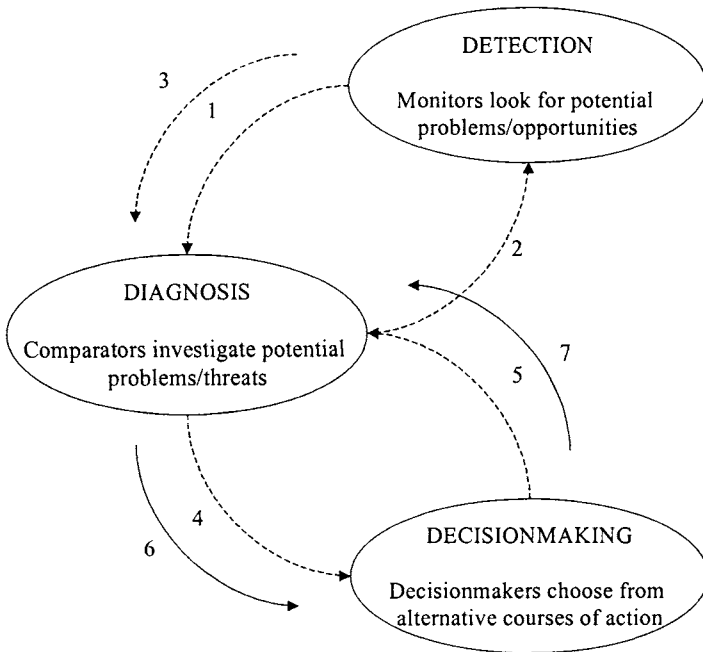 DETECTION
Monitors look for potential
problems/opportunities
3
1
2
DIAGNOSIS
Comparators investigate potential
problems/threats
7
5
4
6
DECISIONMAKING
Decisionmakers choose from
alternative courses of action